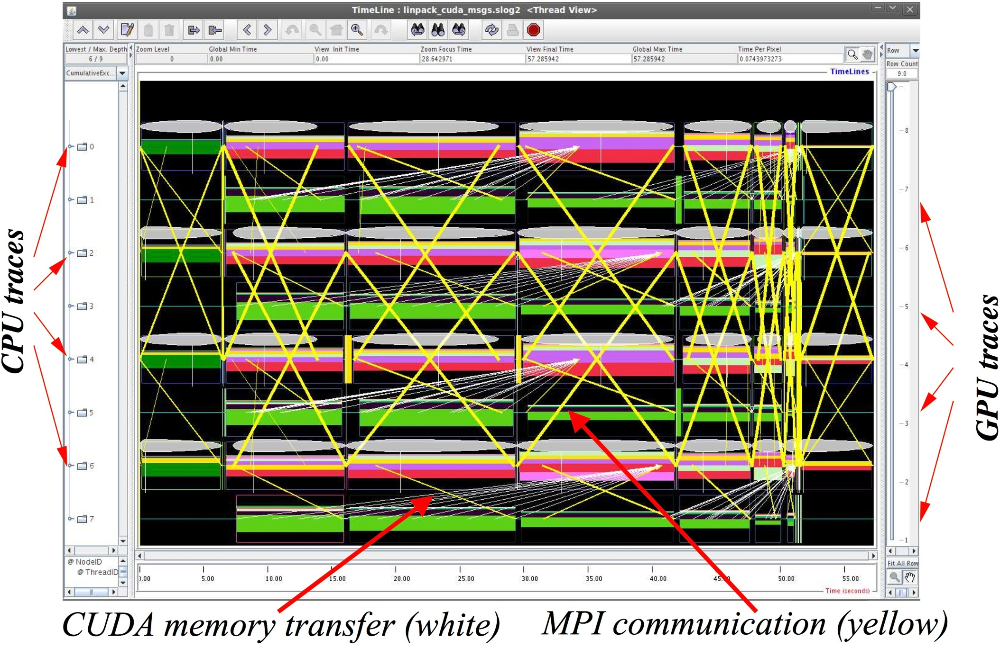 TimeLine : linpack_cuda_msgs.slog2 <Thread View>
Lowest / Max. Depth
6 / 9
Zoom Level
0
Global Min Time
0.00
View Init Time
0.00
Zoom Focus Time
28.642971
View Final Time
57.285942
Global Max Time
57.285942
Time Per Pixel
0.0743973273
Row
Row Count
9.0
CumulativeExc...
TimeLines
0
1
2
3
4
5
6
7
8
7
6
5
4
3
2
1
CPU traces
GPU traces
@ NodeID
@ ThreadID
Fit All Row
0.00 5.00 10.00 15.00 20.00 25.00 30.00 35.00 40.00 45.00 50.00 55.00
Time (seconds)
CUDA memory transfer (white)
MPI communication (yellow)